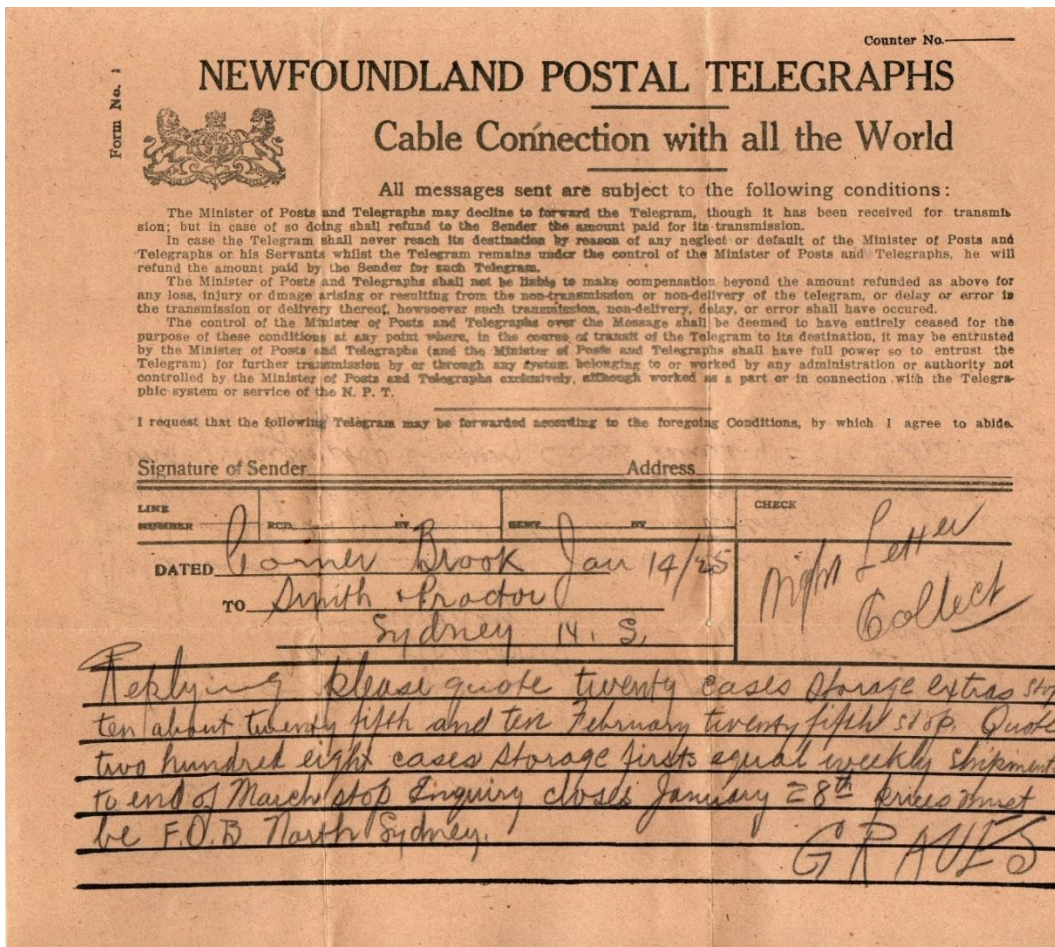 Counter No.
Form No. 1
NEWFOUNDLAND POSTAL TELEGRAPHS
Cable Connection with all the World
All messages sent are subject to the following conditions:
The Minister of Posts and Telegraphs may decline to forward the Telegram, though it has been received for transmis
sion; but in case of so doing shall refund to the Sender the amount paid for its transmission.
In case the Telegram shall never reach its destination by reason of any neglect or default of the Minister of Posts and
Telegraphs or his Servants whilst the Telegram remains under the control of the Minister of Posts and Telegraphs, he will
refund the amount paid by the Sender for such Telegram.
The Minister of Posts and Telegraphs shall not be liable to make compensation beyond the amount refunded as above for
any loss, injury or dmage arising or resulting from the non-transmission or non-delivery of the telegram, or delay or error in
the transmission or delivery thereof, howsoever such transmission, non-delivery, delay, or error shall have occured.
The control of the Minister of Posts and Telegraphs over the Message shall be deemed to have entirely ceased for the
purpose of these conditions at any point where, in the course of transit of the Telegram to its destination, it may be entrusted
by the Minister of Posts and Telegraphs (and the Minister of Posts and Telegraphs shall have full power so to entrust the
Telegram) for further transmission by or through any system belonging to or worked by any administration or authority not
controlled by the Minister of Posts and Telegraphs exclusively, although worked as a part or in connection with the Telegra-
phic system or service of the N. P. T.
I request that the following Telegram may be forwarded according to the foregoing Conditions, by which I agree to abide.
Signature of Sender Address
LINE
NUMBER RCD. BY SENT BY CHECK
DATED Corner Brook Jan 14/25
Night Letter
Collect
TO Smith & Proctor
Sydney N. S.
Replying please quote twenty cases storage extras stop
ten about twenty fifth and ten February twenty fifth stop. Quote
two hundred eight cases storage firsts equal weekly shipment
to end of March stop Enquiry closes January 28th prices must
be F.O.B North Sydney.
GRAVES